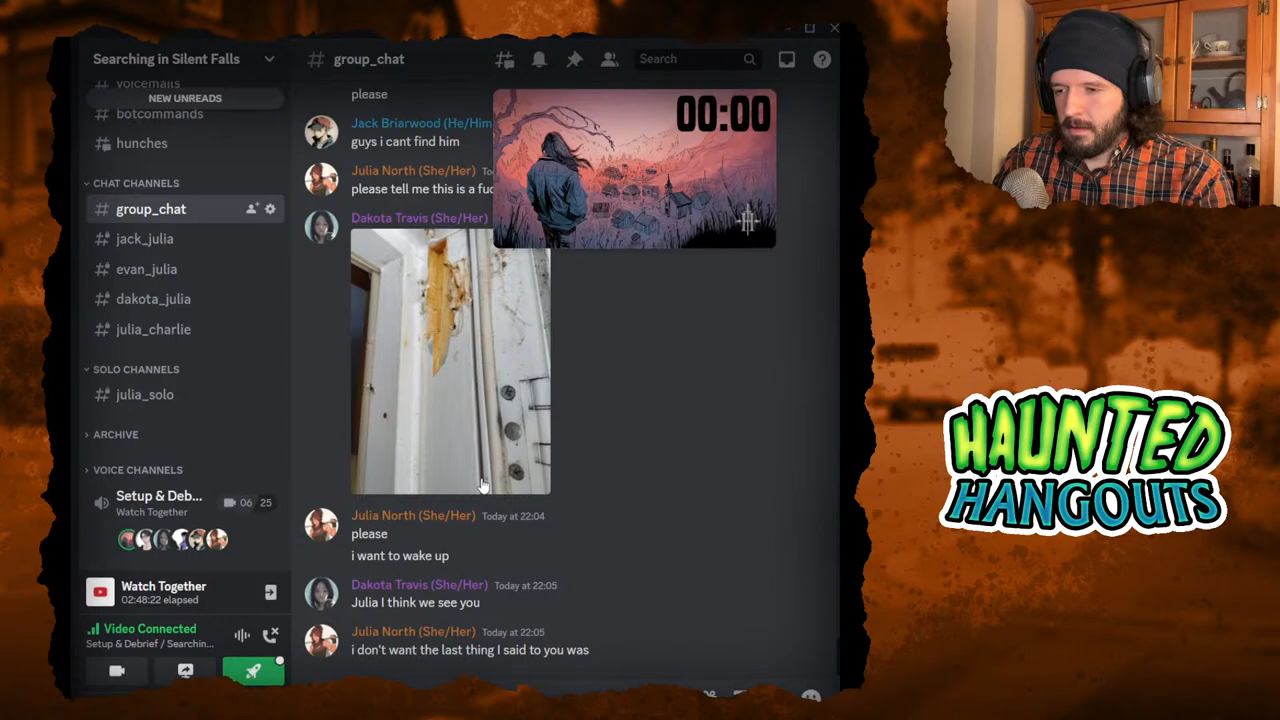 Searching in Silent Falls
voicemails
NEW UNREADS
botcommands
hunches
CHAT CHANNELS
group_chat
jack_julia
evan_julia
dakota_julia
julia_charlie
SOLO CHANNELS
julia_solo
ARCHIVE
VOICE CHANNELS
Setup & Deb...
Watch Together
06 25
Watch Together
02:48:22 elapsed
Video Connected
Setup & Debrief / Searchin...
group_chat
Search
please
Jack Briarwood (He/Him
guys i cant find him
Julia North (She/Her)
please tell me this is a fuc
Dakota Travis (She/Her)
00:00
Julia North (She/Her) Today at 22:04
please
i want to wake up
Dakota Travis (She/Her) Today at 22:05
Julia I think we see you
Julia North (She/Her) Today at 22:05
i don't want the last thing I said to you was
HAUNTED
HANGOUTS